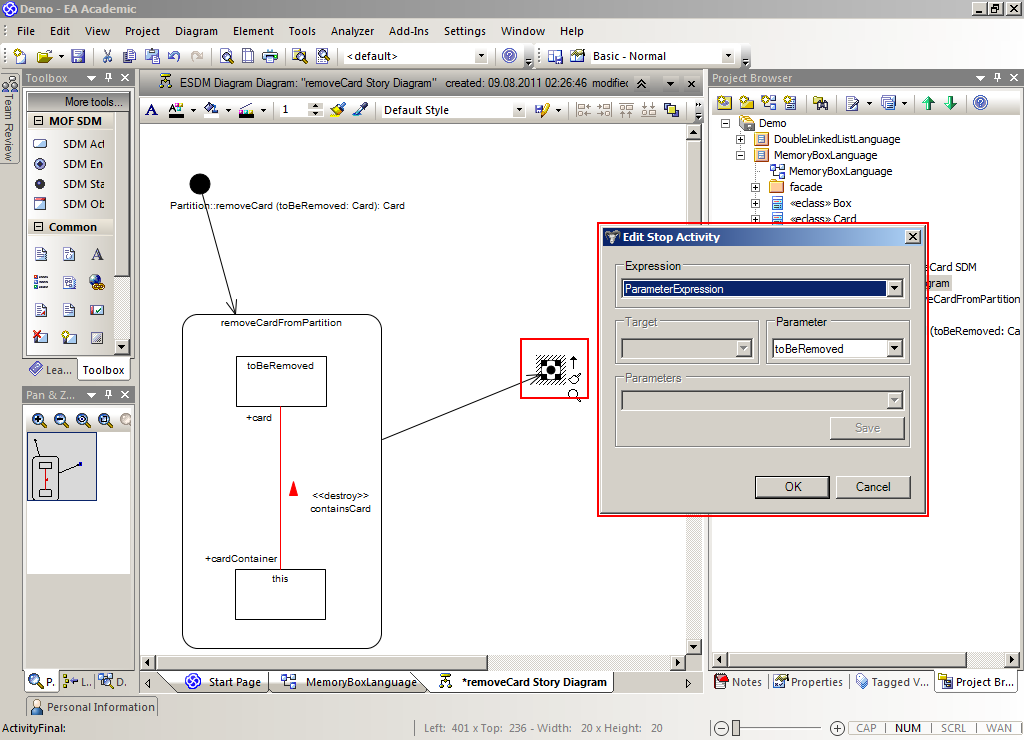 Demo - EA Academic
File Edit View Project Diagram Element Tools Analyzer Add-Ins Settings Window Help
<default> Basic - Normal
Team Review
Toolbox
More tools...
MOF SDM
SDM Act
SDM En
SDM Sta
SDM Ob
Common
Lea... Toolbox
Pan & Z...
P. L.. D.
ESDM Diagram Diagram: "removeCard Story Diagram" created: 09.08.2011 02:26:46 modified
1 Default Style
Partition::removeCard (toBeRemoved: Card): Card
removeCardFromPartition
toBeRemoved
+card
<<destroy>>
containsCard
+cardContainer
this
Start Page MemoryBoxLanguage *removeCard Story Diagram
Project Browser
Demo
DoubleLinkedListLanguage
MemoryBoxLanguage
MemoryBoxLanguage
facade
«eclass» Box
«eclass» Card
eCard SDM
gram
veCardFromPartition
(toBeRemoved: Ca
Edit Stop Activity
Expression
ParameterExpression
Target
Parameter
toBeRemoved
Parameters
Save
OK Cancel
Notes Properties Tagged V... Project Br...
Personal Information
ActivityFinal: Left: 401 x Top: 236 - Width: 20 x Height: 20 CAP NUM SCRL WAN